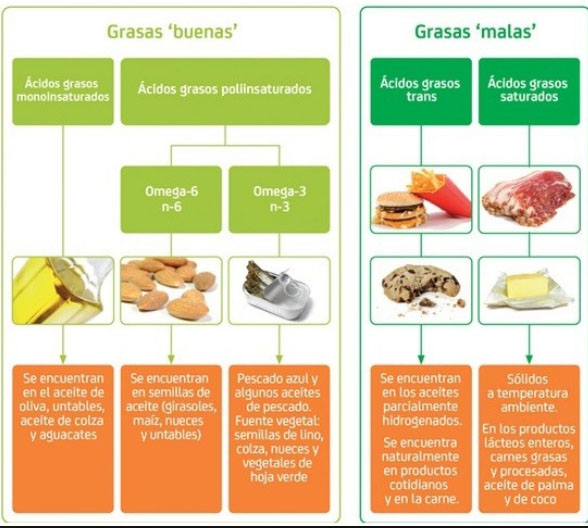 Grasas ‘buenas’
Ácidos grasos
monoinsaturados
Ácidos grasos poliinsaturados
Omega-6
n-6
Omega-3
n-3
Se encuentran
en el aceite de
oliva, untables,
aceite de colza
y aguacates
Se encuentran
en semillas de
aceite (girasoles,
maíz, nueces
y untables)
Pescado azul y
algunos aceites
de pescado.
Fuente vegetal:
semillas de lino,
colza, nueces y
vegetales de
hoja verde
Grasas ‘malas’
Ácidos grasos
trans
Ácidos grasos
saturados
Se encuentran
en los aceites
parcialmente
hidrogenados.
Se encuentra
naturalmente
en productos
cotidianos
y en la carne.
Sólidos
a temperatura
ambiente.
En los productos
lácteos enteros,
carnes grasas
y procesadas,
aceite de palma
y de coco